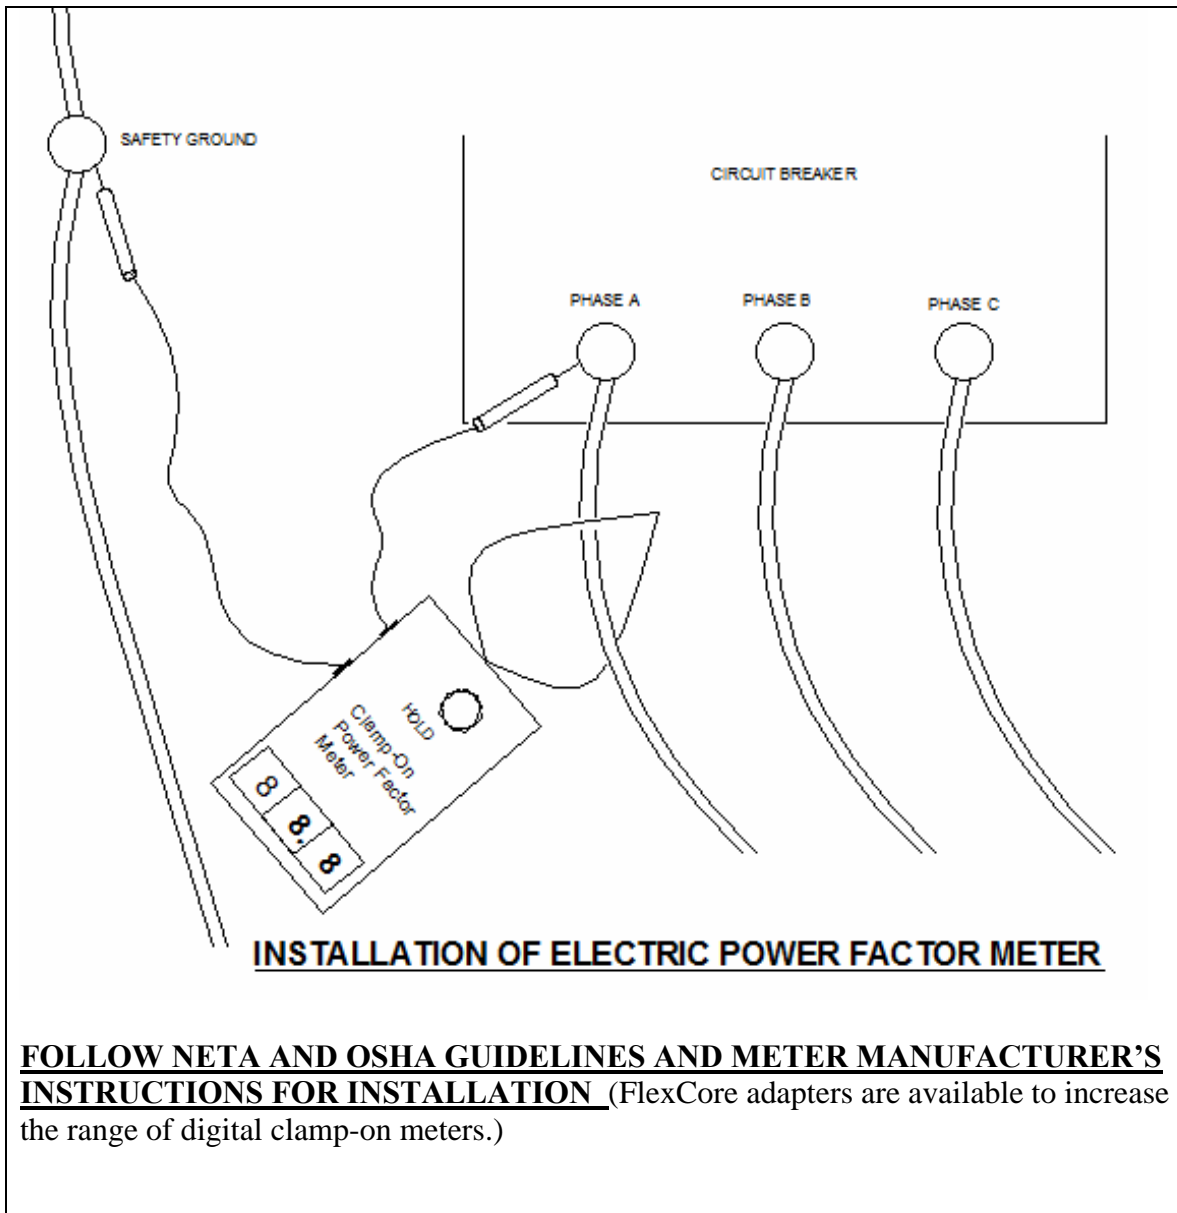 SAFETY GROUND
CIRCUIT BREAKER
PHASE A
PHASE B
PHASE C
HOLD
Clamp-On
Power Factor
Meter
8 8. 8
INSTALLATION OF ELECTRIC POWER FACTOR METER
FOLLOW NETA AND OSHA GUIDELINES AND METER MANUFACTURER’S
INSTRUCTIONS FOR INSTALLATION (FlexCore adapters are available to increase
the range of digital clamp-on meters.)